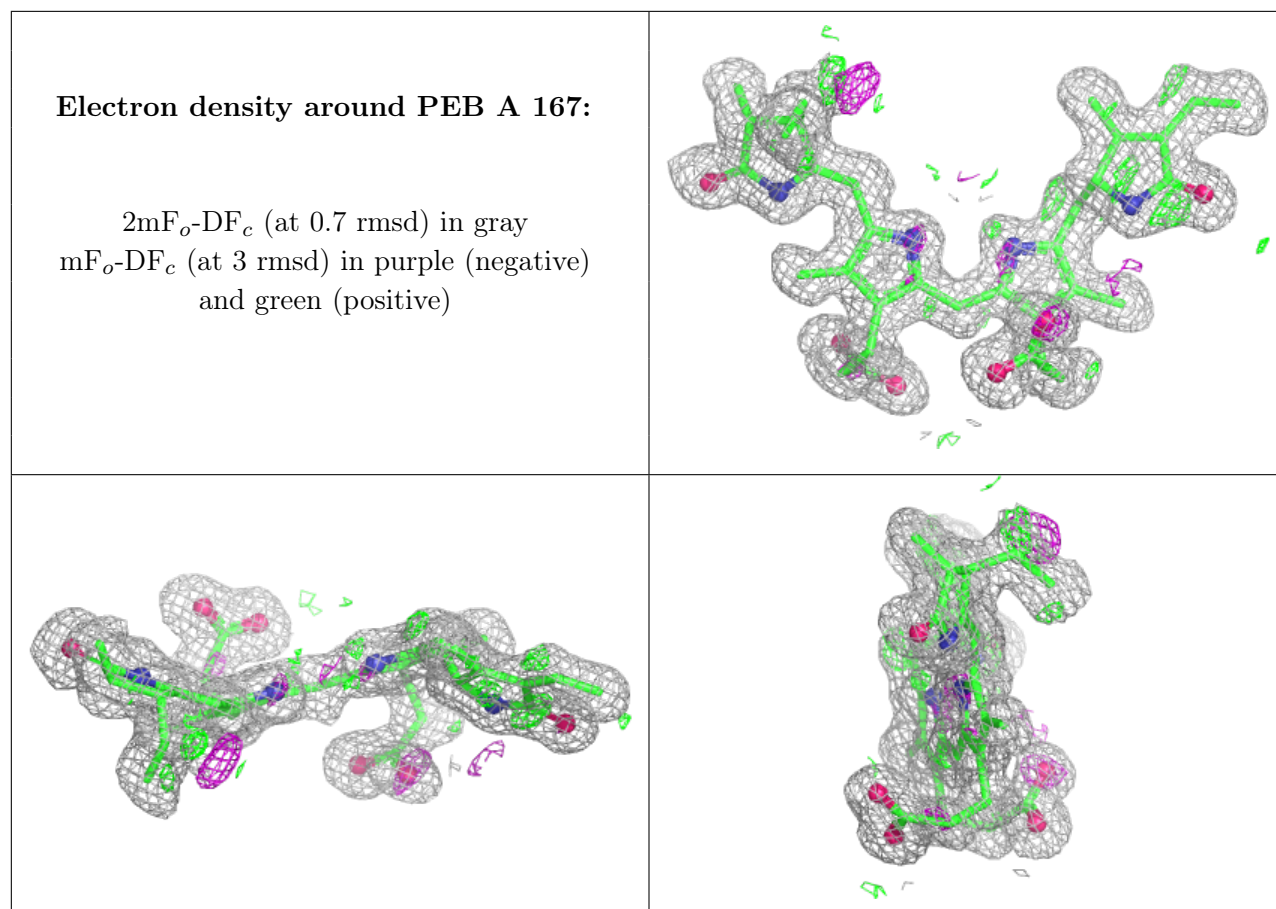 Electron density around PEB A 167:
2mFo-DFc (at 0.7 rmsd) in gray
mFo-DFc (at 3 rmsd) in purple (negative)
and green (positive)